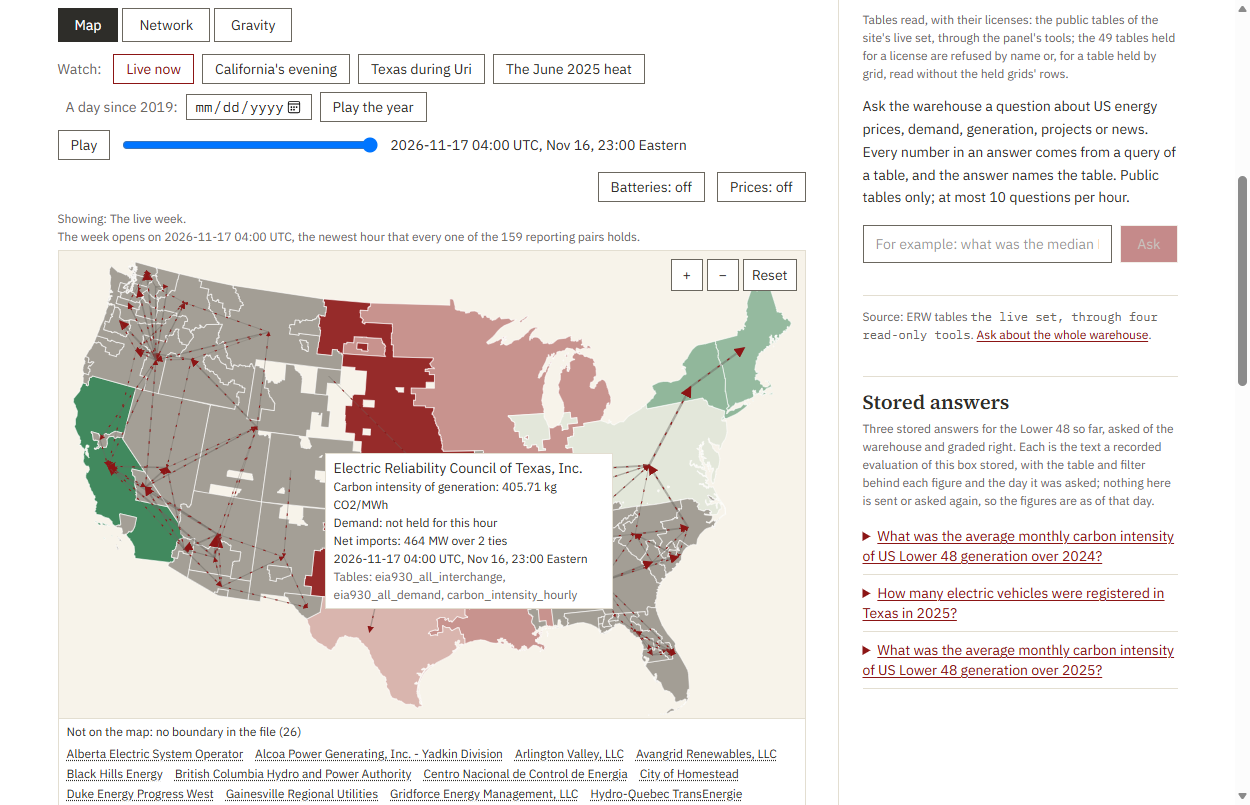 Map Network Gravity
Watch: Live now California's evening Texas during Uri The June 2025 heat
A day since 2019: mm/dd/yyyy Play the year
Play 2026-11-17 04:00 UTC, Nov 16, 23:00 Eastern
Batteries: off Prices: off
Showing: The live week.
The week opens on 2026-11-17 04:00 UTC, the newest hour that every one of the 159 reporting pairs holds.
+ − Reset
Electric Reliability Council of Texas, Inc.
Carbon intensity of generation: 405.71 kg
CO2/MWh
Demand: not held for this hour
Net imports: 464 MW over 2 ties
2026-11-17 04:00 UTC, Nov 16, 23:00 Eastern
Tables: eia930_all_interchange,
eia930_all_demand, carbon_intensity_hourly
Not on the map: no boundary in the file (26)
Alberta Electric System Operator Alcoa Power Generating, Inc. - Yadkin Division Arlington Valley, LLC Avangrid Renewables, LLC
Black Hills Energy British Columbia Hydro and Power Authority Centro Nacional de Control de Energia City of Homestead
Duke Energy Progress West Gainesville Regional Utilities Gridforce Energy Management, LLC Hydro-Quebec TransEnergie
Tables read, with their licenses: the public tables of the
site's live set, through the panel's tools; the 49 tables held
for a license are refused by name or, for a table held by
grid, read without the held grids' rows.
Ask the warehouse a question about US energy
prices, demand, generation, projects or news.
Every number in an answer comes from a query of
a table, and the answer names the table. Public
tables only; at most 10 questions per hour.
For example: what was the median Ask
Source: ERW tables the live set, through four
read-only tools. Ask about the whole warehouse.
Stored answers
Three stored answers for the Lower 48 so far, asked of the
warehouse and graded right. Each is the text a recorded
evaluation of this box stored, with the table and filter
behind each figure and the day it was asked; nothing here
is sent or asked again, so the figures are as of that day.
What was the average monthly carbon intensity
of US Lower 48 generation over 2024?
How many electric vehicles were registered in
Texas in 2025?
What was the average monthly carbon intensity
of US Lower 48 generation over 2025?